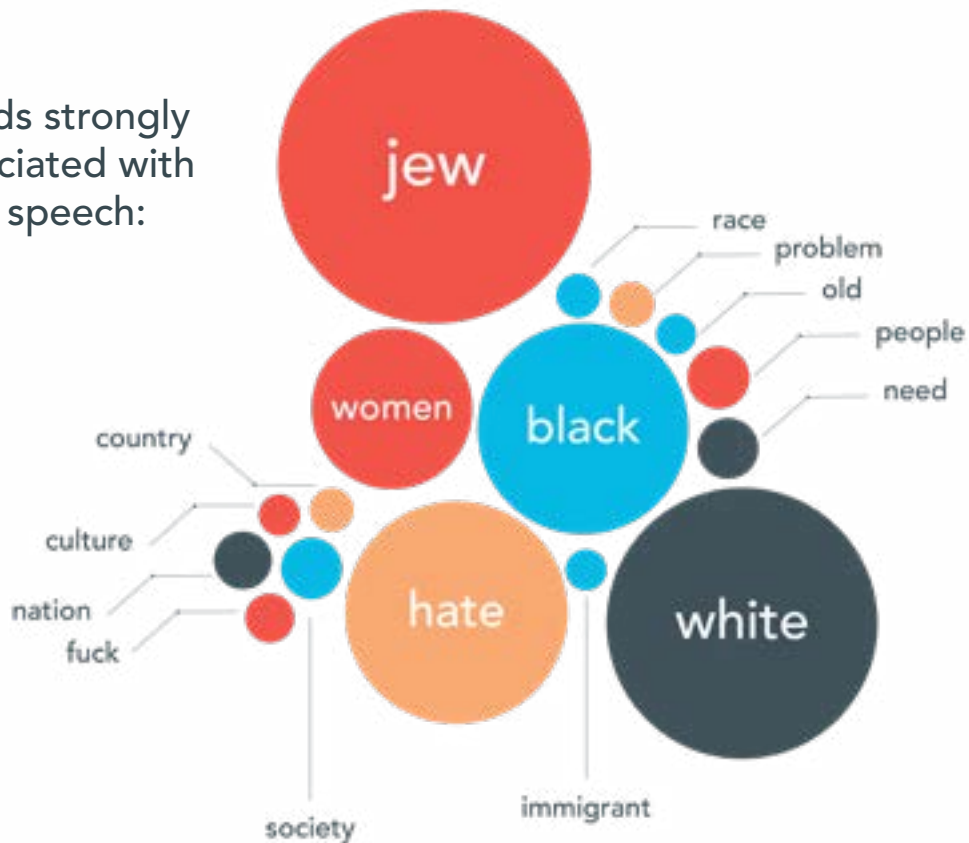 ds strongly
ciated with
speech:
jew
race
problem
old
people
women
black
need
country
culture
nation
hate
white
fuck
immigrant
society